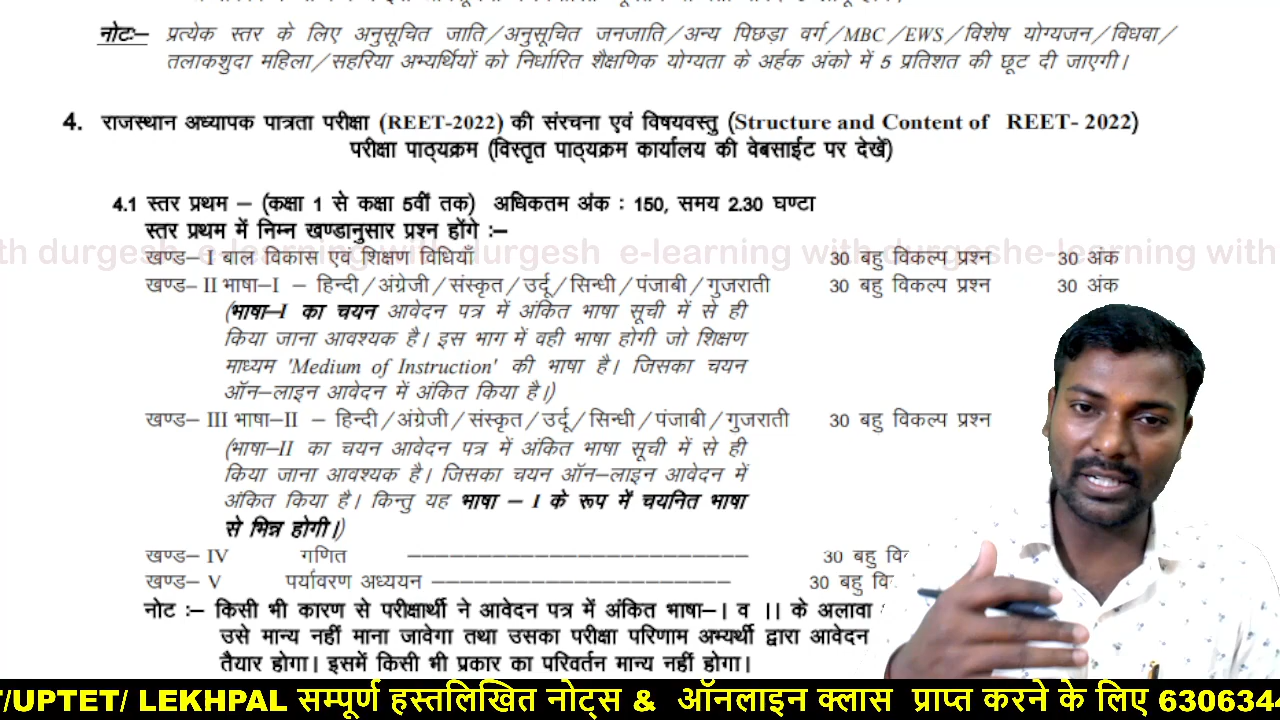 नोटः– प्रत्येक स्तर के लिए अनुसूचित जाति/अनुसूचित जनजाति/अन्य पिछड़ा वर्ग/MBC/EWS/विशेष योग्यजन/विधवा/
तलाकशुदा महिला/सहरिया अभ्यर्थियों को निर्धारित शैक्षणिक योग्यता के अर्हक अंको में 5 प्रतिशत की छूट दी जाएगी।
4. राजस्थान अध्यापक पात्रता परीक्षा (REET-2022) की संरचना एवं विषयवस्तु (Structure and Content of REET- 2022)
परीक्षा पाठ्यक्रम (विस्तृत पाठ्यक्रम कार्यालय की वेबसाईट पर देखें)
4.1 स्तर प्रथम – (कक्षा 1 से कक्षा 5वीं तक) अधिकतम अंक : 150, समय 2.30 घण्टा
स्तर प्रथम में निम्न खण्डानुसार प्रश्न होंगे :–
th durgesh e-learning with durgesh e-learning with durgeshe-learning with
खण्ड– I बाल विकास एवं शिक्षण विधियाँ 30 बहु विकल्प प्रश्न 30 अंक
खण्ड– II भाषा–I – हिन्दी/अंग्रेजी/संस्कृत/उर्दू/सिन्धी/पंजाबी/गुजराती 30 बहु विकल्प प्रश्न 30 अंक
(भाषा–I का चयन आवेदन पत्र में अंकित भाषा सूची में से ही
किया जाना आवश्यक है। इस भाग में वही भाषा होगी जो शिक्षण
माध्यम 'Medium of Instruction' की भाषा है। जिसका चयन
ऑन–लाइन आवेदन में अंकित किया है।)
खण्ड– III भाषा–II – हिन्दी/अंग्रेजी/संस्कृत/उर्दू/सिन्धी/पंजाबी/गुजराती 30 बहु विकल्प प्रश्न
(भाषा–II का चयन आवेदन पत्र में अंकित भाषा सूची में से ही
किया जाना आवश्यक है। जिसका चयन ऑन–लाइन आवेदन में
अंकित किया है। किन्तु यह भाषा – I के रूप में चयनित भाषा
से भिन्न होगी।)
खण्ड– IV गणित –––––––––––––––––––––––– 30 बहु
खण्ड– V पर्यावरण अध्ययन ––––––––––––––––––––– 30 बहु
नोट :– किसी भी कारण से परीक्षार्थी ने आवेदन पत्र में अंकित भाषा–। व ।। के अलावा
उसे मान्य नहीं माना जावेगा तथा उसका परीक्षा परिणाम अभ्यर्थी द्वारा आवेदन
तैयार होगा। इसमें किसी भी प्रकार का परिवर्तन मान्य नहीं होगा।
T/UPTET/ LEKHPAL सम्पूर्ण हस्तलिखित नोट्स & ऑनलाइन क्लास प्राप्त करने के लिए 630634